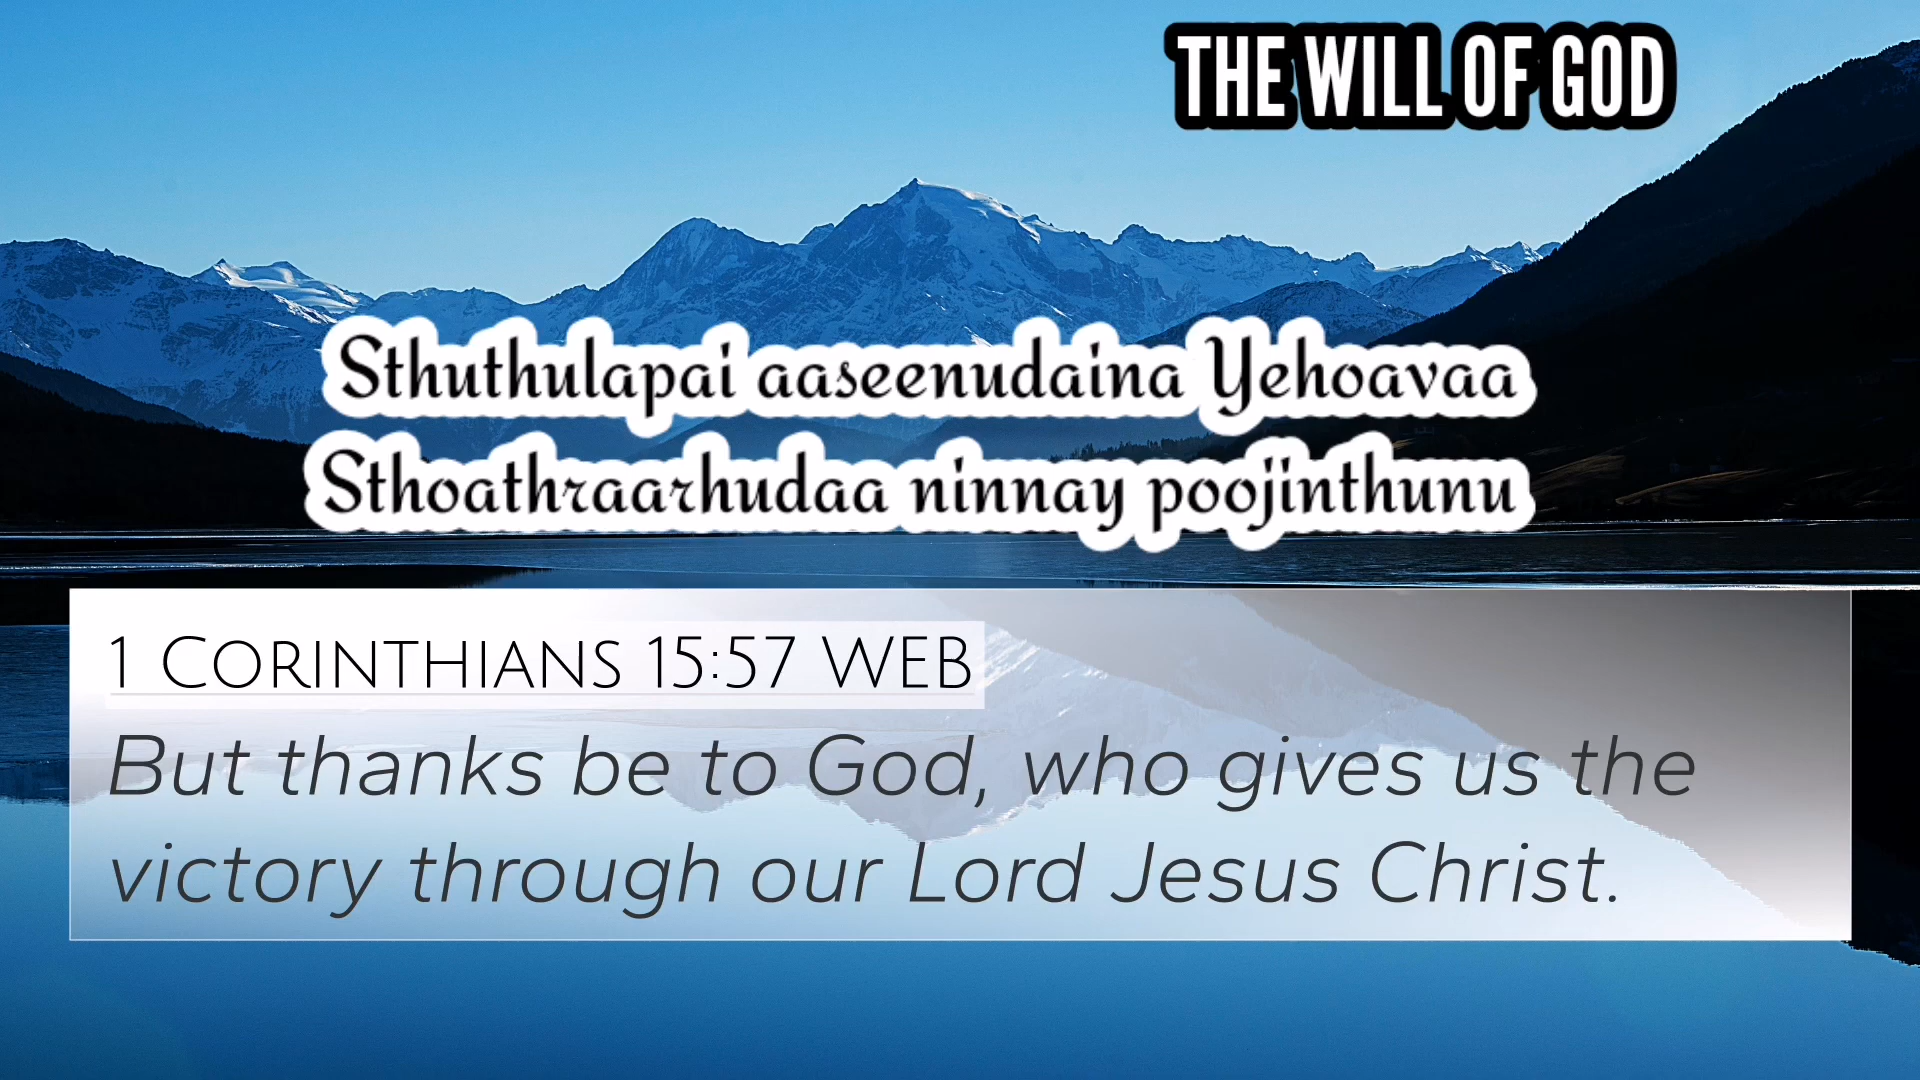 THE WILL OF GOD
Sthuthulapai aaseenudaina Yehoavaa
Sthoathraarhudaa ninnay poojinthunu
1 Corinthians 15:57 WEB
But thanks be to God, who gives us the
victory through our Lord Jesus Christ.